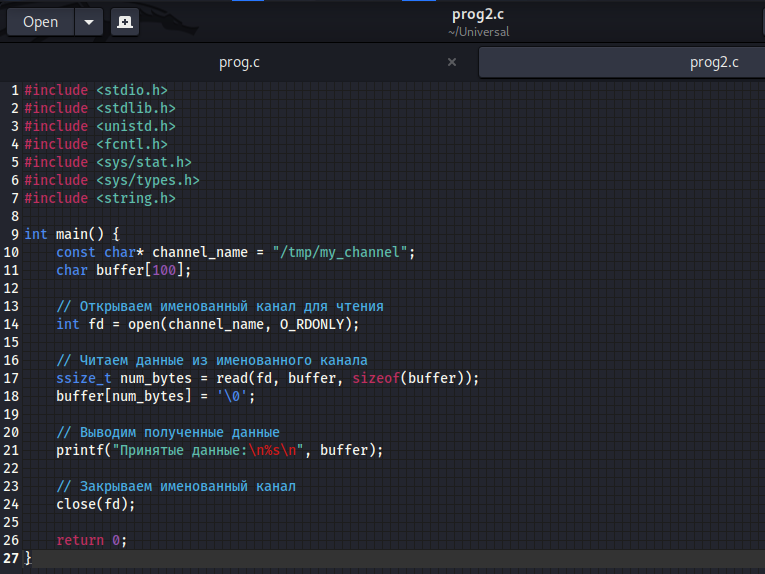 Open
prog2.c
~/Universal
prog.c × prog2.c
1 #include <stdio.h>
2 #include <stdlib.h>
3 #include <unistd.h>
4 #include <fcntl.h>
5 #include <sys/stat.h>
6 #include <sys/types.h>
7 #include <string.h>
8
9 int main() {
10     const char* channel_name = "/tmp/my_channel";
11     char buffer[100];
12
13     // Открываем именованный канал для чтения
14     int fd = open(channel_name, O_RDONLY);
15
16     // Читаем данные из именованного канала
17     ssize_t num_bytes = read(fd, buffer, sizeof(buffer));
18     buffer[num_bytes] = '\0';
19
20     // Выводим полученные данные
21     printf("Принятые данные:\n%s\n", buffer);
22
23     // Закрываем именованный канал
24     close(fd);
25
26     return 0;
27 }